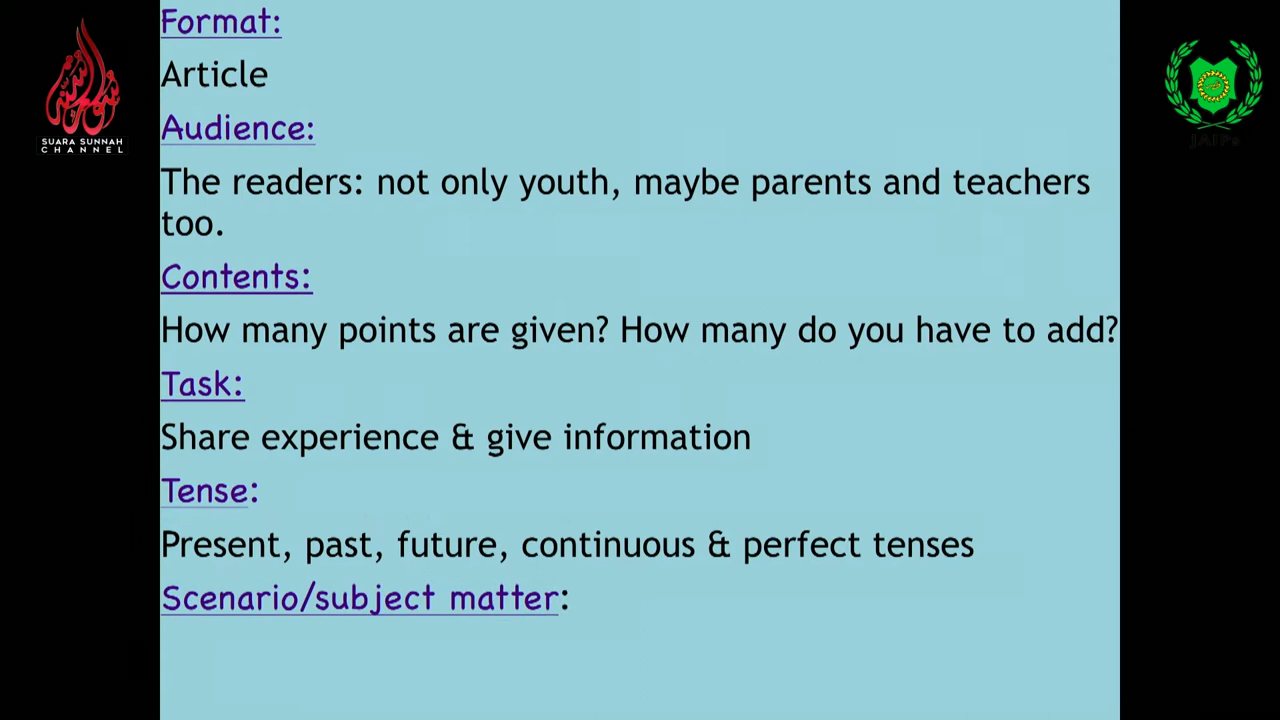 Format:
Article
Audience:
The readers: not only youth, maybe parents and teachers
too.
Contents:
How many points are given? How many do you have to add?
Task:
Share experience & give information
Tense:
Present, past, future, continuous & perfect tenses
Scenario/subject matter:
SUARA SUNNAH
CHANNEL